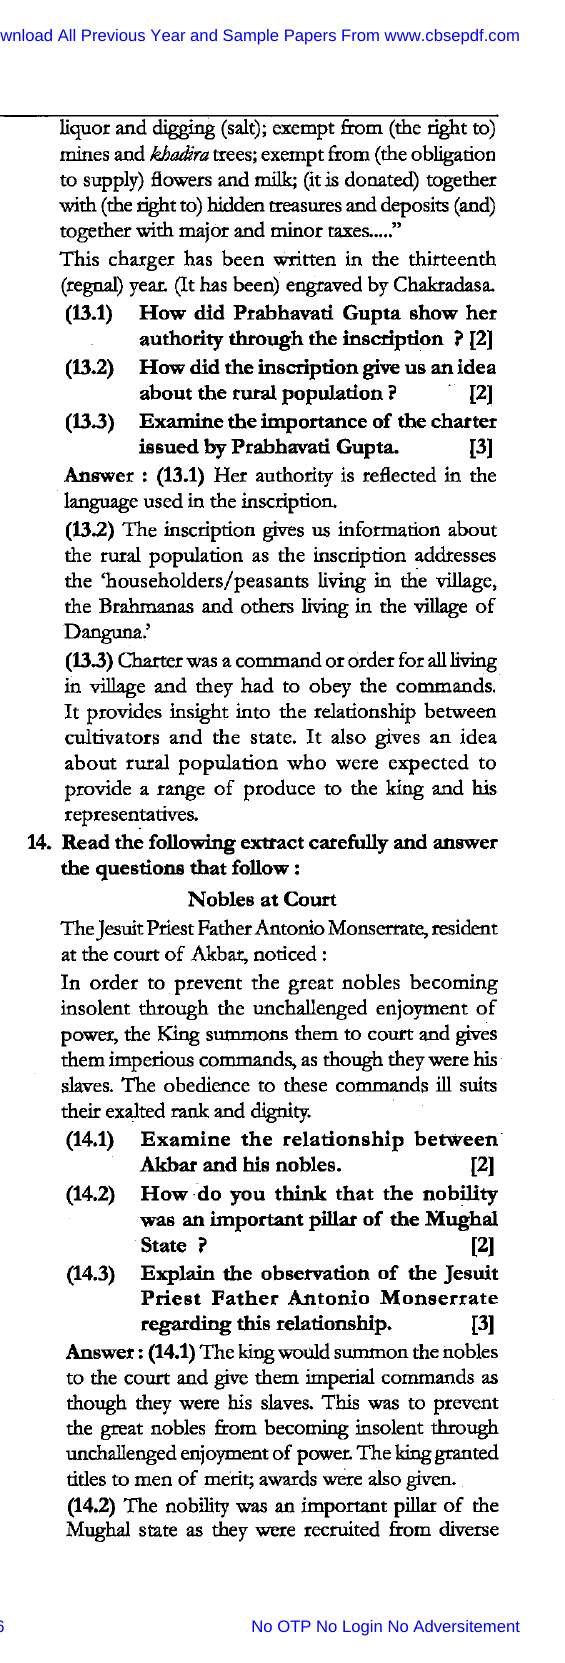 wnload All Previous Year and Sample Papers From www.cbsepdf.com
liquor and digging (salt); exempt from (the right to)
mines and khadira trees; exempt from (the obligation
to supply) flowers and milk; (it is donated) together
with (the right to) hidden treasures and deposits (and)
together with major and minor taxes.....”
This charger has been written in the thirteenth
(regnal) year. (It has been) engraved by Chakradasa.
(13.1) How did Prabhavati Gupta show her
authority through the inscription ? [2]
(13.2) How did the inscription give us an idea
about the rural population ? [2]
(13.3) Examine the importance of the charter
issued by Prabhavati Gupta. [3]
Answer : (13.1) Her authority is reflected in the
language used in the inscription.
(13.2) The inscription gives us information about
the rural population as the inscription addresses
the ‘householders/peasants living in the village,
the Brahmanas and others living in the village of
Danguna.’
(13.3) Charter was a command or order for all living
in village and they had to obey the commands.
It provides insight into the relationship between
cultivators and the state. It also gives an idea
about rural population who were expected to
provide a range of produce to the king and his
representatives.
14. Read the following extract carefully and answer
the questions that follow :
Nobles at Court
The Jesuit Priest Father Antonio Monserrate, resident
at the court of Akbar, noticed :
In order to prevent the great nobles becoming
insolent through the unchallenged enjoyment of
power, the King summons them to court and gives
them imperious commands, as though they were his
slaves. The obedience to these commands ill suits
their exalted rank and dignity.
(14.1) Examine the relationship between
Akbar and his nobles. [2]
(14.2) How do you think that the nobility
was an important pillar of the Mughal
State ? [2]
(14.3) Explain the observation of the Jesuit
Priest Father Antonio Monserrate
regarding this relationship. [3]
Answer : (14.1) The king would summon the nobles
to the court and give them imperial commands as
though they were his slaves. This was to prevent
the great nobles from becoming insolent through
unchallenged enjoyment of power. The king granted
titles to men of merit; awards were also given.
(14.2) The nobility was an important pillar of the
Mughal state as they were recruited from diverse
6 No OTP No Login No Adversitement